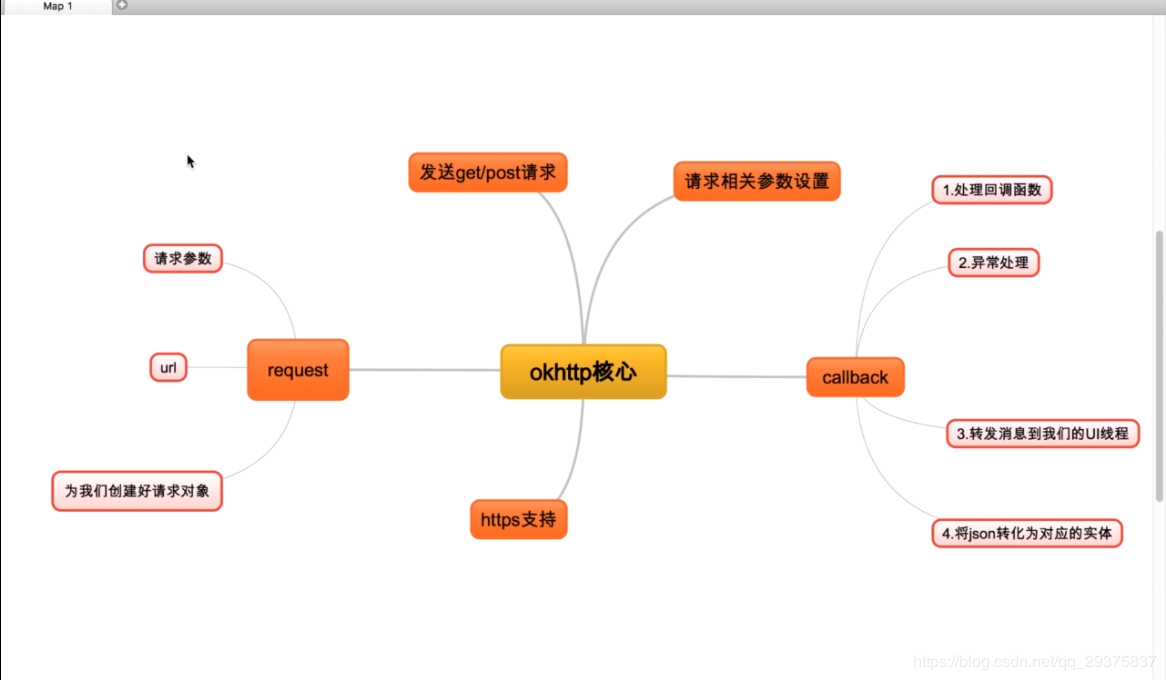 Map 1
发送get/post请求
请求相关参数设置
1.处理回调函数
请求参数
2.异常处理
url
request
okhttp核心
callback
3.转发消息到我们的UI线程
为我们创建好请求对象
https支持
4.将json转化为对应的实体
https://blog.csdn.net/qq_29375837